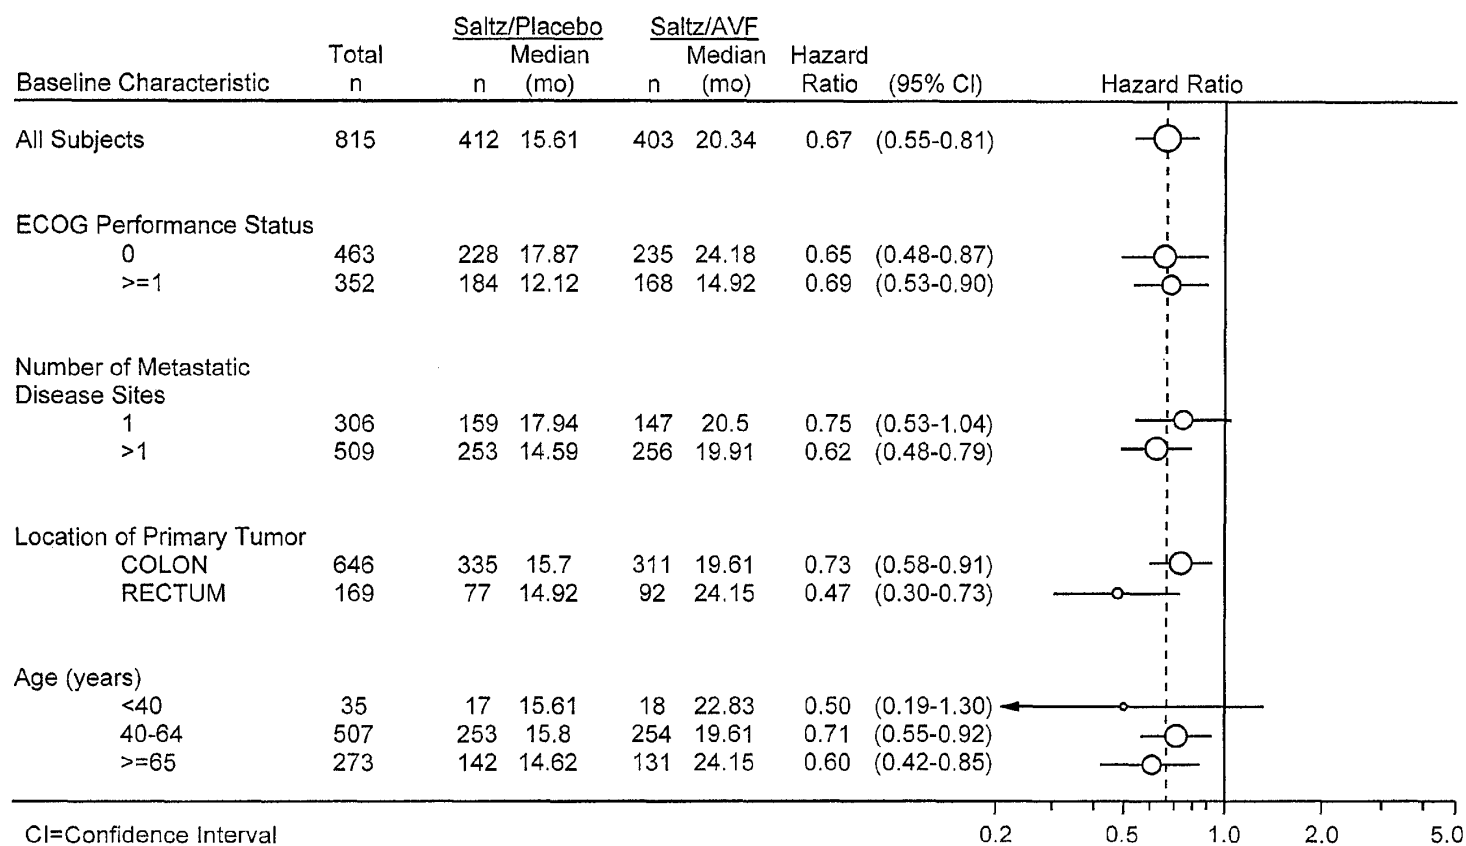 Saltz/Placebo Saltz/AVF
Total Median Median Hazard
Baseline Characteristic n n (mo) n (mo) Ratio (95% CI) Hazard Ratio
All Subjects 815 412 15.61 403 20.34 0.67 (0.55-0.81)
ECOG Performance Status
0 463 228 17.87 235 24.18 0.65 (0.48-0.87)
>=1 352 184 12.12 168 14.92 0.69 (0.53-0.90)
Number of Metastatic
Disease Sites
1 306 159 17.94 147 20.5 0.75 (0.53-1.04)
>1 509 253 14.59 256 19.91 0.62 (0.48-0.79)
Location of Primary Tumor
COLON 646 335 15.7 311 19.61 0.73 (0.58-0.91)
RECTUM 169 77 14.92 92 24.15 0.47 (0.30-0.73)
Age (years)
<40 35 17 15.61 18 22.83 0.50 (0.19-1.30)
40-64 507 253 15.8 254 19.61 0.71 (0.55-0.92)
>=65 273 142 14.62 131 24.15 0.60 (0.42-0.85)
CI=Confidence Interval 0.2 0.5 1.0 2.0 5.0